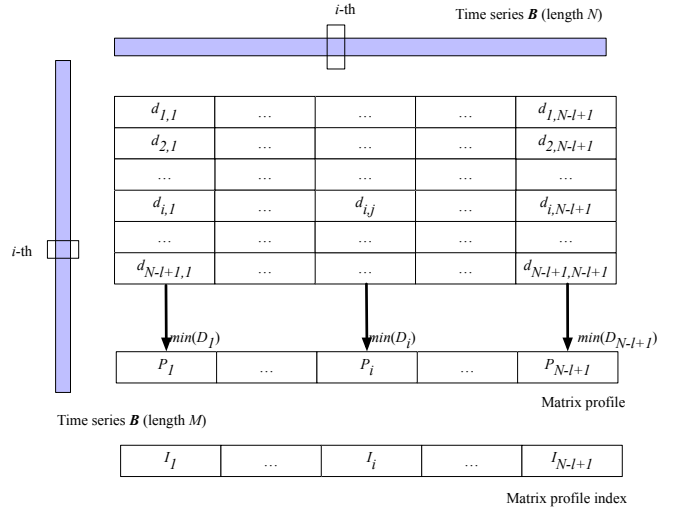 i-th
Time series B (length N)
d1,1 … … … d1,N-l+1
d2,1 … … … d2,N-l+1
… … … … …
di,1 … di,j … di,N-l+1
i-th
… … … … …
dN-l+1,1 … … … dN-l+1,N-l+1
min(D1) min(Di) min(DN-l+1)
P1 … Pi … PN-l+1
Matrix profile
Time series B (length M)
I1 … Ii … IN-l+1
Matrix profile index